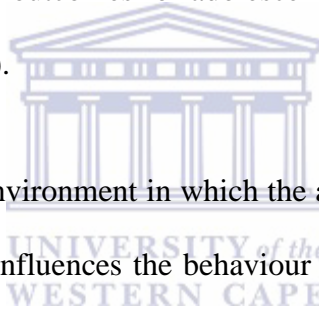 ).
nvironment in which the a
UNIVERSITY of the
nfluences the behaviour
WESTERN CAPE